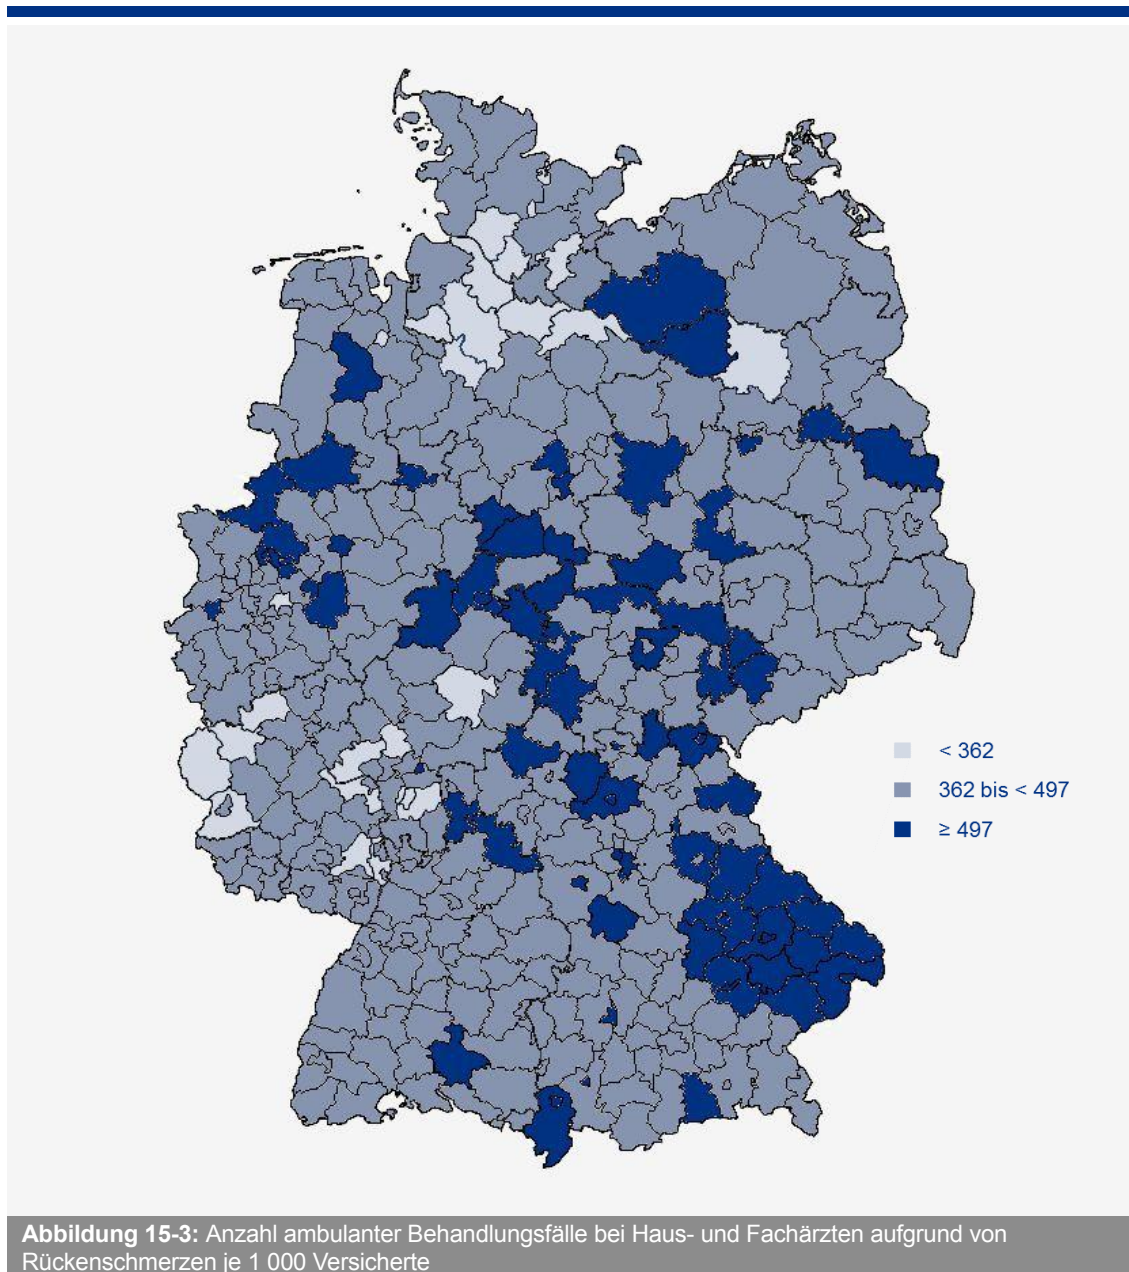 < 362
362 bis < 497
≥ 497
Abbildung 15-3: Anzahl ambulanter Behandlungsfälle bei Haus- und Fachärzten aufgrund von
Rückenschmerzen je 1 000 Versicherte